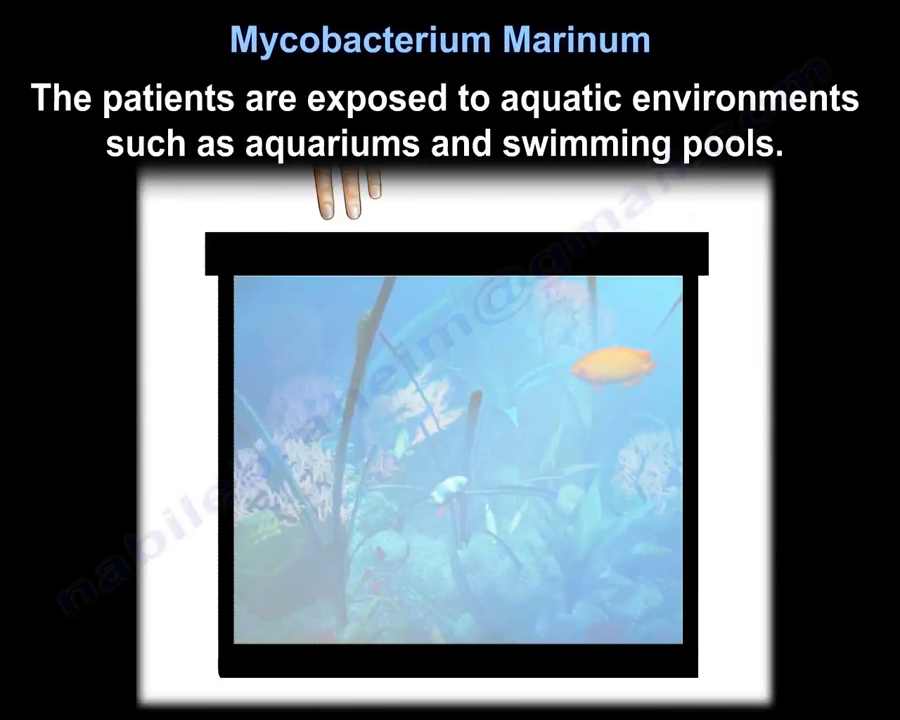 Mycobacterium Marinum
The patients are exposed to aquatic environments
such as aquariums and swimming pools.